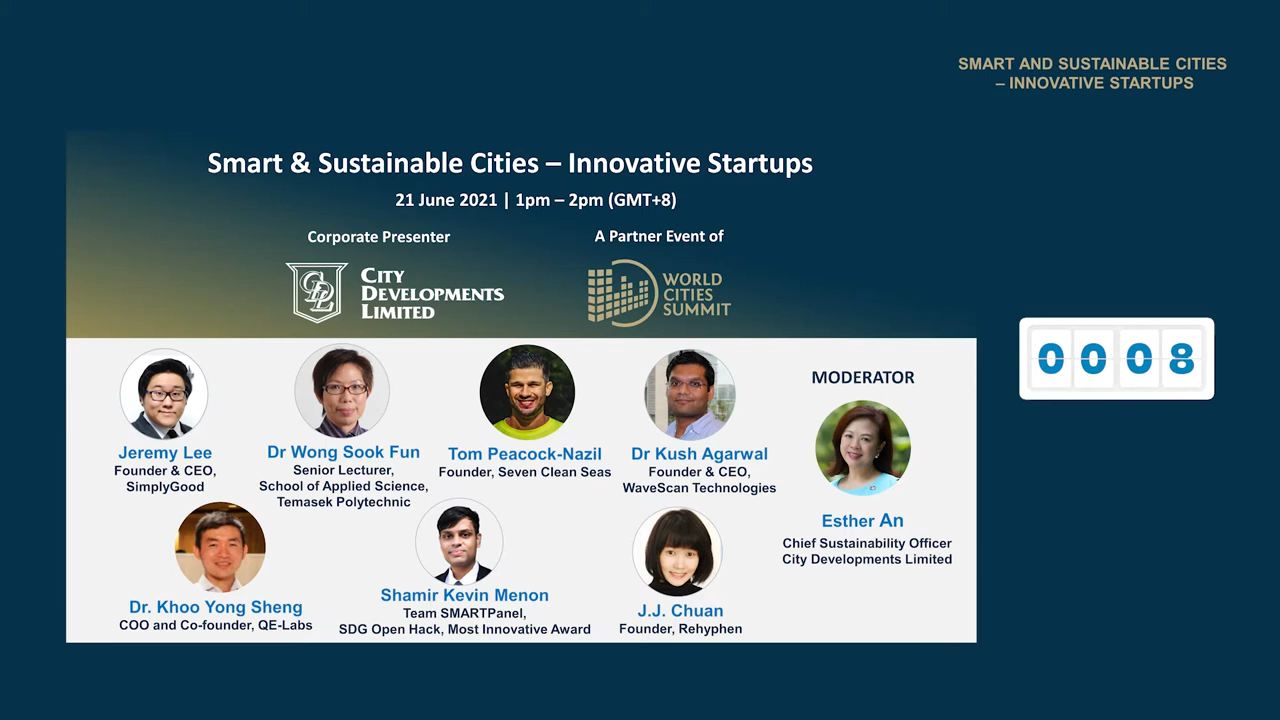 SMART AND SUSTAINABLE CITIES
– INNOVATIVE STARTUPS
Smart & Sustainable Cities – Innovative Startups
21 June 2021 | 1pm – 2pm (GMT+8)
Corporate Presenter
A Partner Event of
CDL
CITY
DEVELOPMENTS
LIMITED
WORLD
CITIES
SUMMIT
0008
Jeremy Lee
Founder & CEO,
SimplyGood
Dr Wong Sook Fun
Senior Lecturer,
School of Applied Science,
Temasek Polytechnic
Tom Peacock-Nazil
Founder, Seven Clean Seas
Dr Kush Agarwal
Founder & CEO,
WaveScan Technologies
MODERATOR
Esther An
Chief Sustainability Officer
City Developments Limited
Dr. Khoo Yong Sheng
COO and Co-founder, QE-Labs
Shamir Kevin Menon
Team SMARTPanel,
SDG Open Hack, Most Innovative Award
J.J. Chuan
Founder, Rehyphen